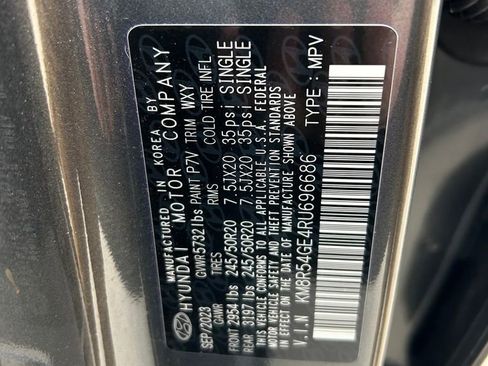 MANUFACTURED IN KOREA BY
HYUNDAI MOTOR COMPANY
SEP/2023 GVWR5732lbs PAINT P7V TRIM WXY
GAWR TIRES RIMS COLD TIRE INFL
FRONT 2954 lbs 245/50R20 7.5JX20 35psi SINGLE
REAR 3197 lbs 245/50R20 7.5JX20 35psi SINGLE
THIS VEHICLE CONFORMS TO ALL APPLICABLE U.S.A. FEDERAL
MOTOR VEHICLE SAFETY AND THEFT PREVENTION STANDARDS
IN EFFECT ON THE DATE OF MANUFACTURE SHOWN ABOVE
V.I.N KM8R54GE4RU696686 TYPE : MPV